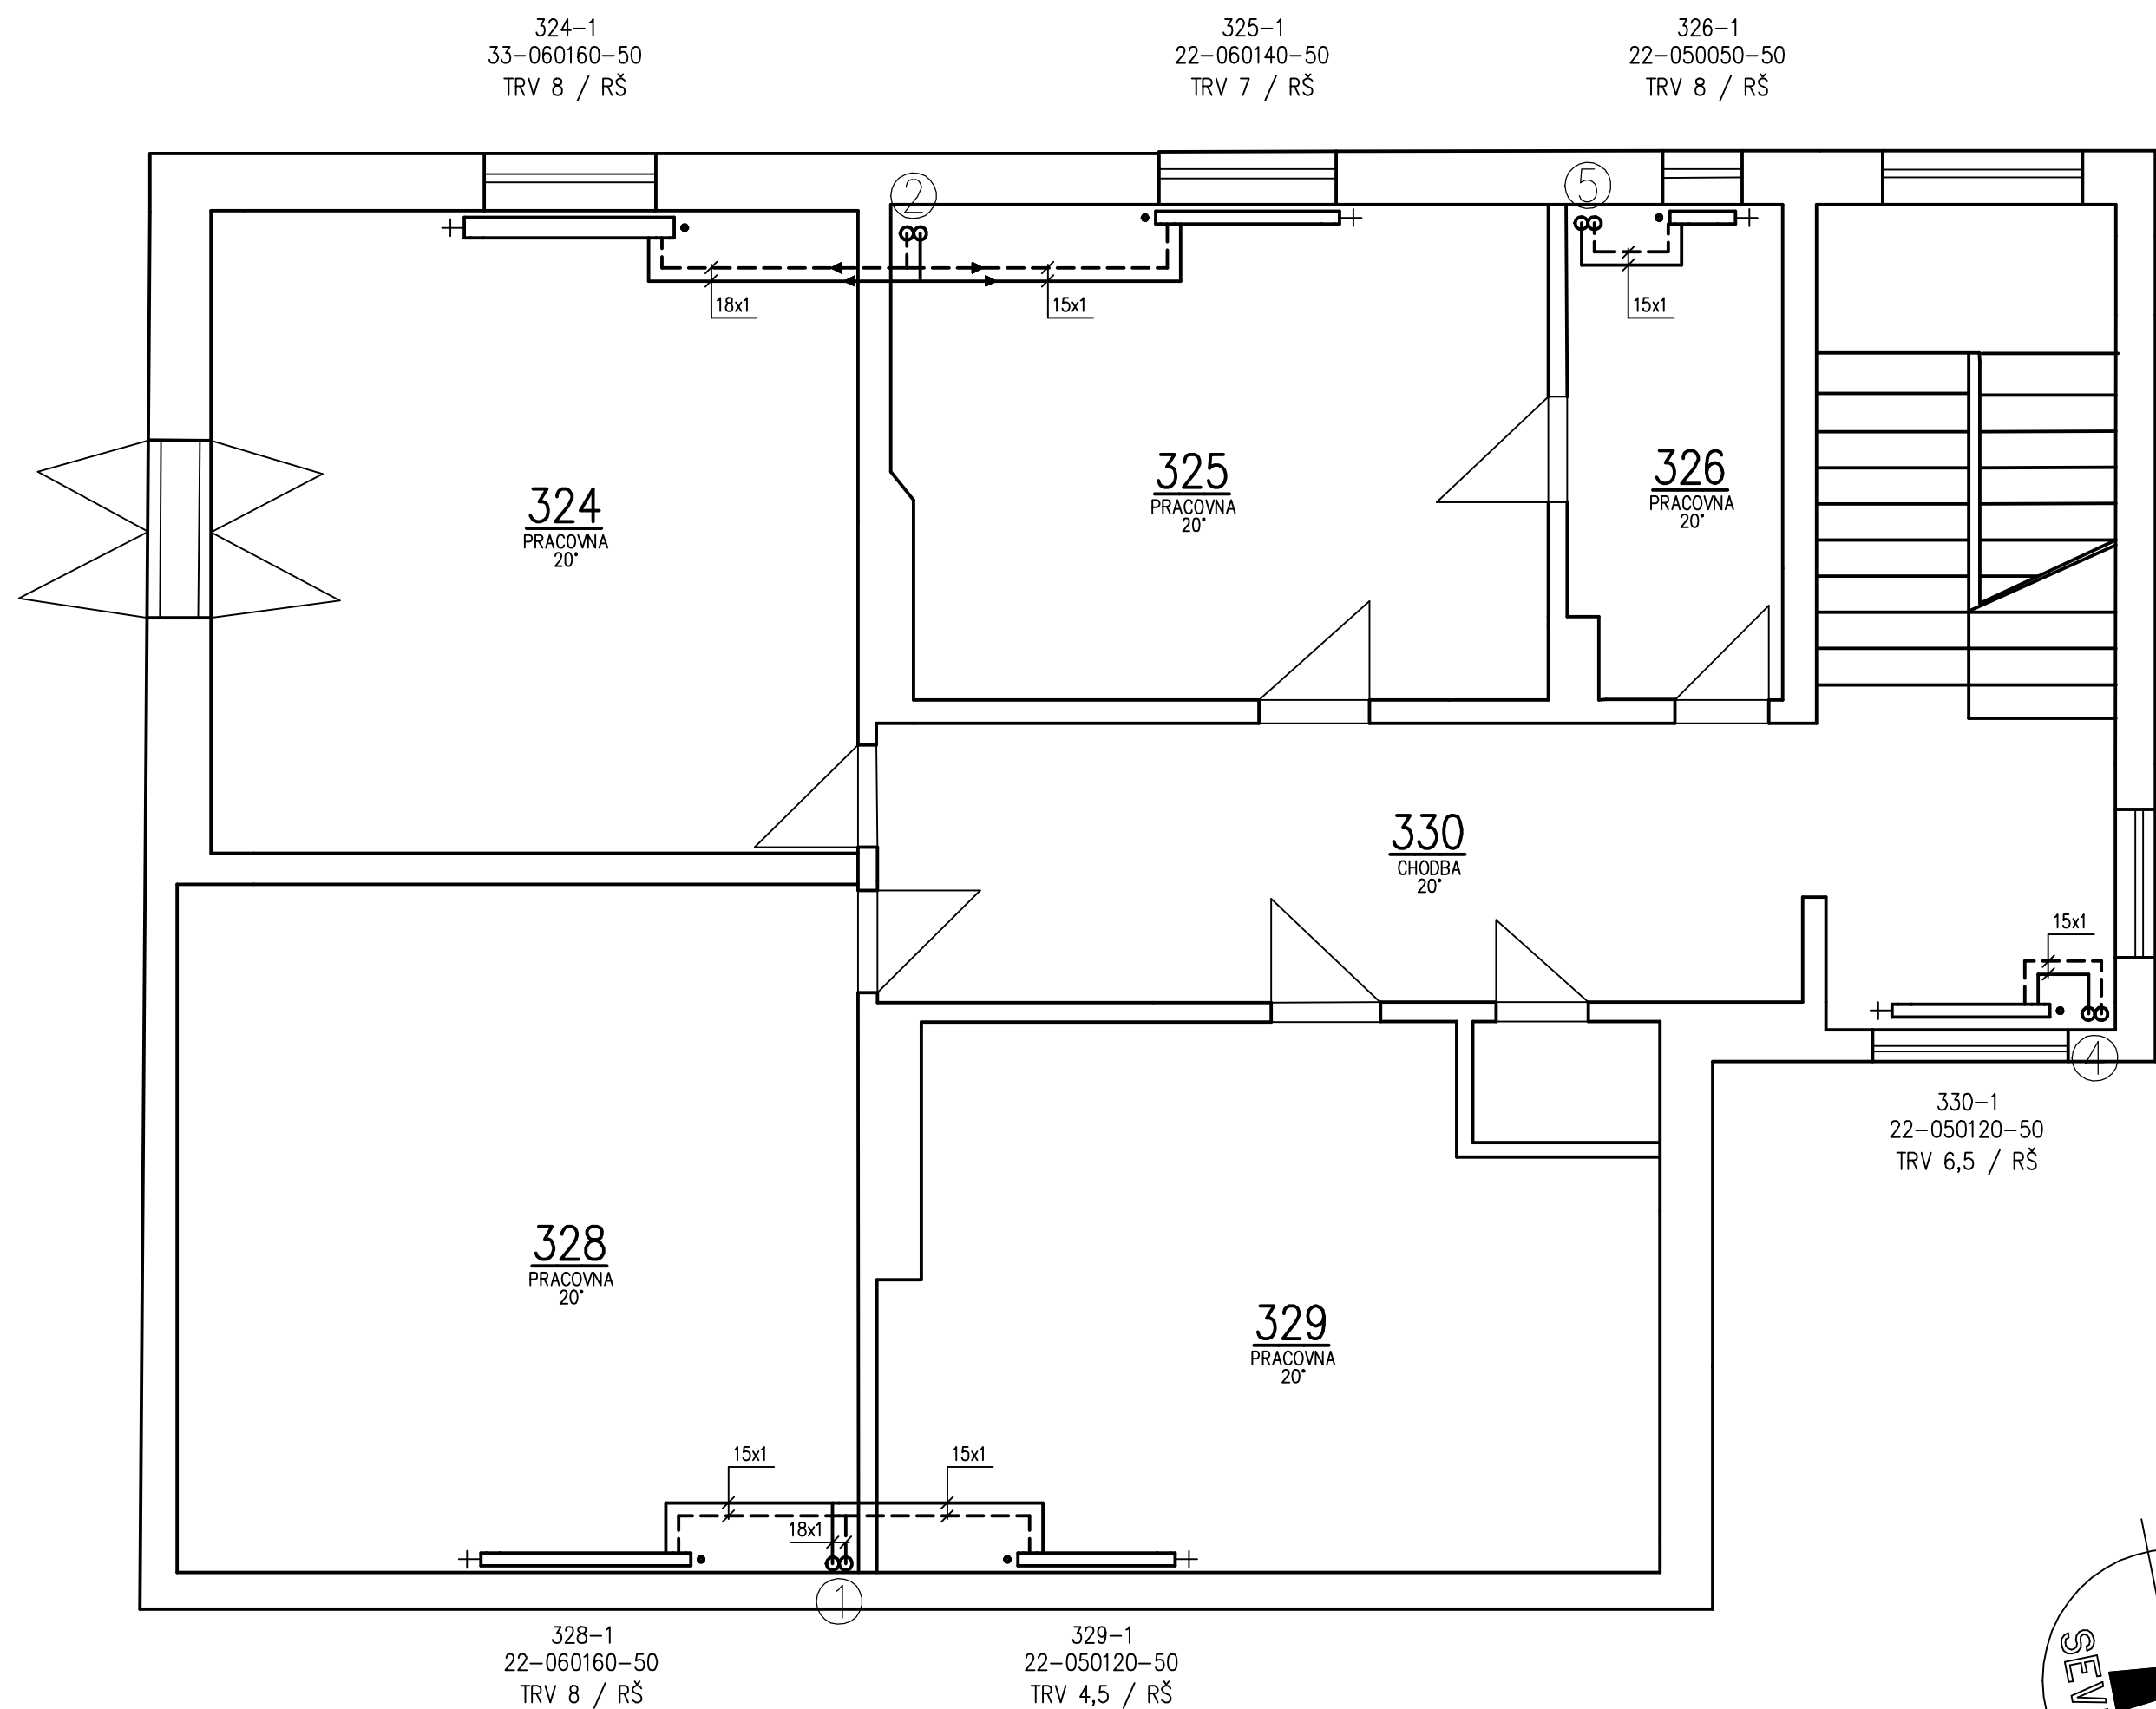 324-1
33-060160-50
TRV 8 / RŠ
325-1
22-060140-50
TRV 7 / RŠ
326-1
22-050050-50
TRV 8 / RŠ
2
5
18x1
15x1
15x1
324
PRACOVNA
20°
325
PRACOVNA
20°
326
PRACOVNA
20°
330
CHODBA
20°
15x1
4
330-1
22-050120-50
TRV 6,5 / RŠ
328
PRACOVNA
20°
329
PRACOVNA
20°
15x1
15x1
18x1
1
328-1
22-060160-50
TRV 8 / RŠ
329-1
22-050120-50
TRV 4,5 / RŠ